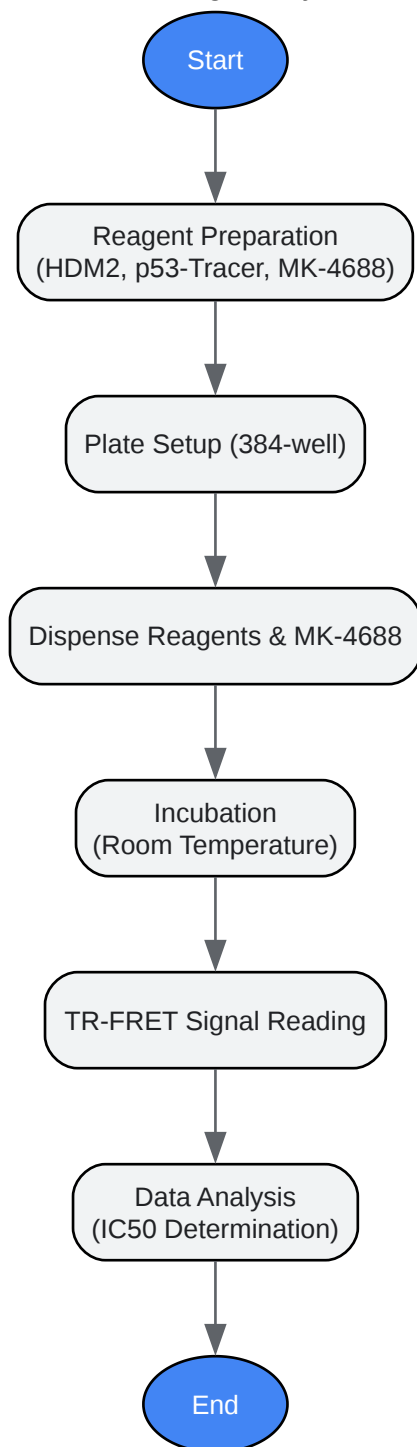 Start
Reagent Preparation
(HDM2, p53-Tracer, MK-4688)
Plate Setup (384-well)
Dispense Reagents & MK-4688
Incubation
(Room Temperature)
TR-FRET Signal Reading
Data Analysis
(IC50 Determination)
End